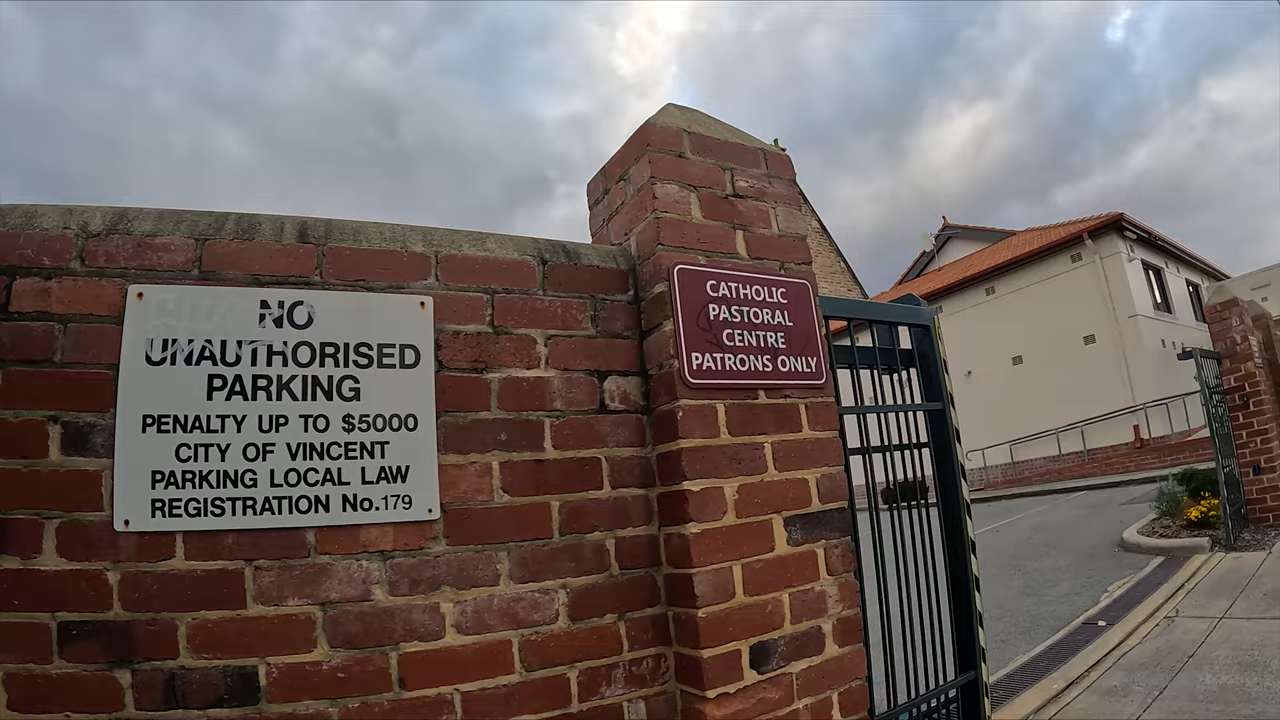 NO
UNAUTHORISED
PARKING
PENALTY UP TO $5000
CITY OF VINCENT
PARKING LOCAL LAW
REGISTRATION No.179
CATHOLIC
PASTORAL
CENTRE
PATRONS ONLY